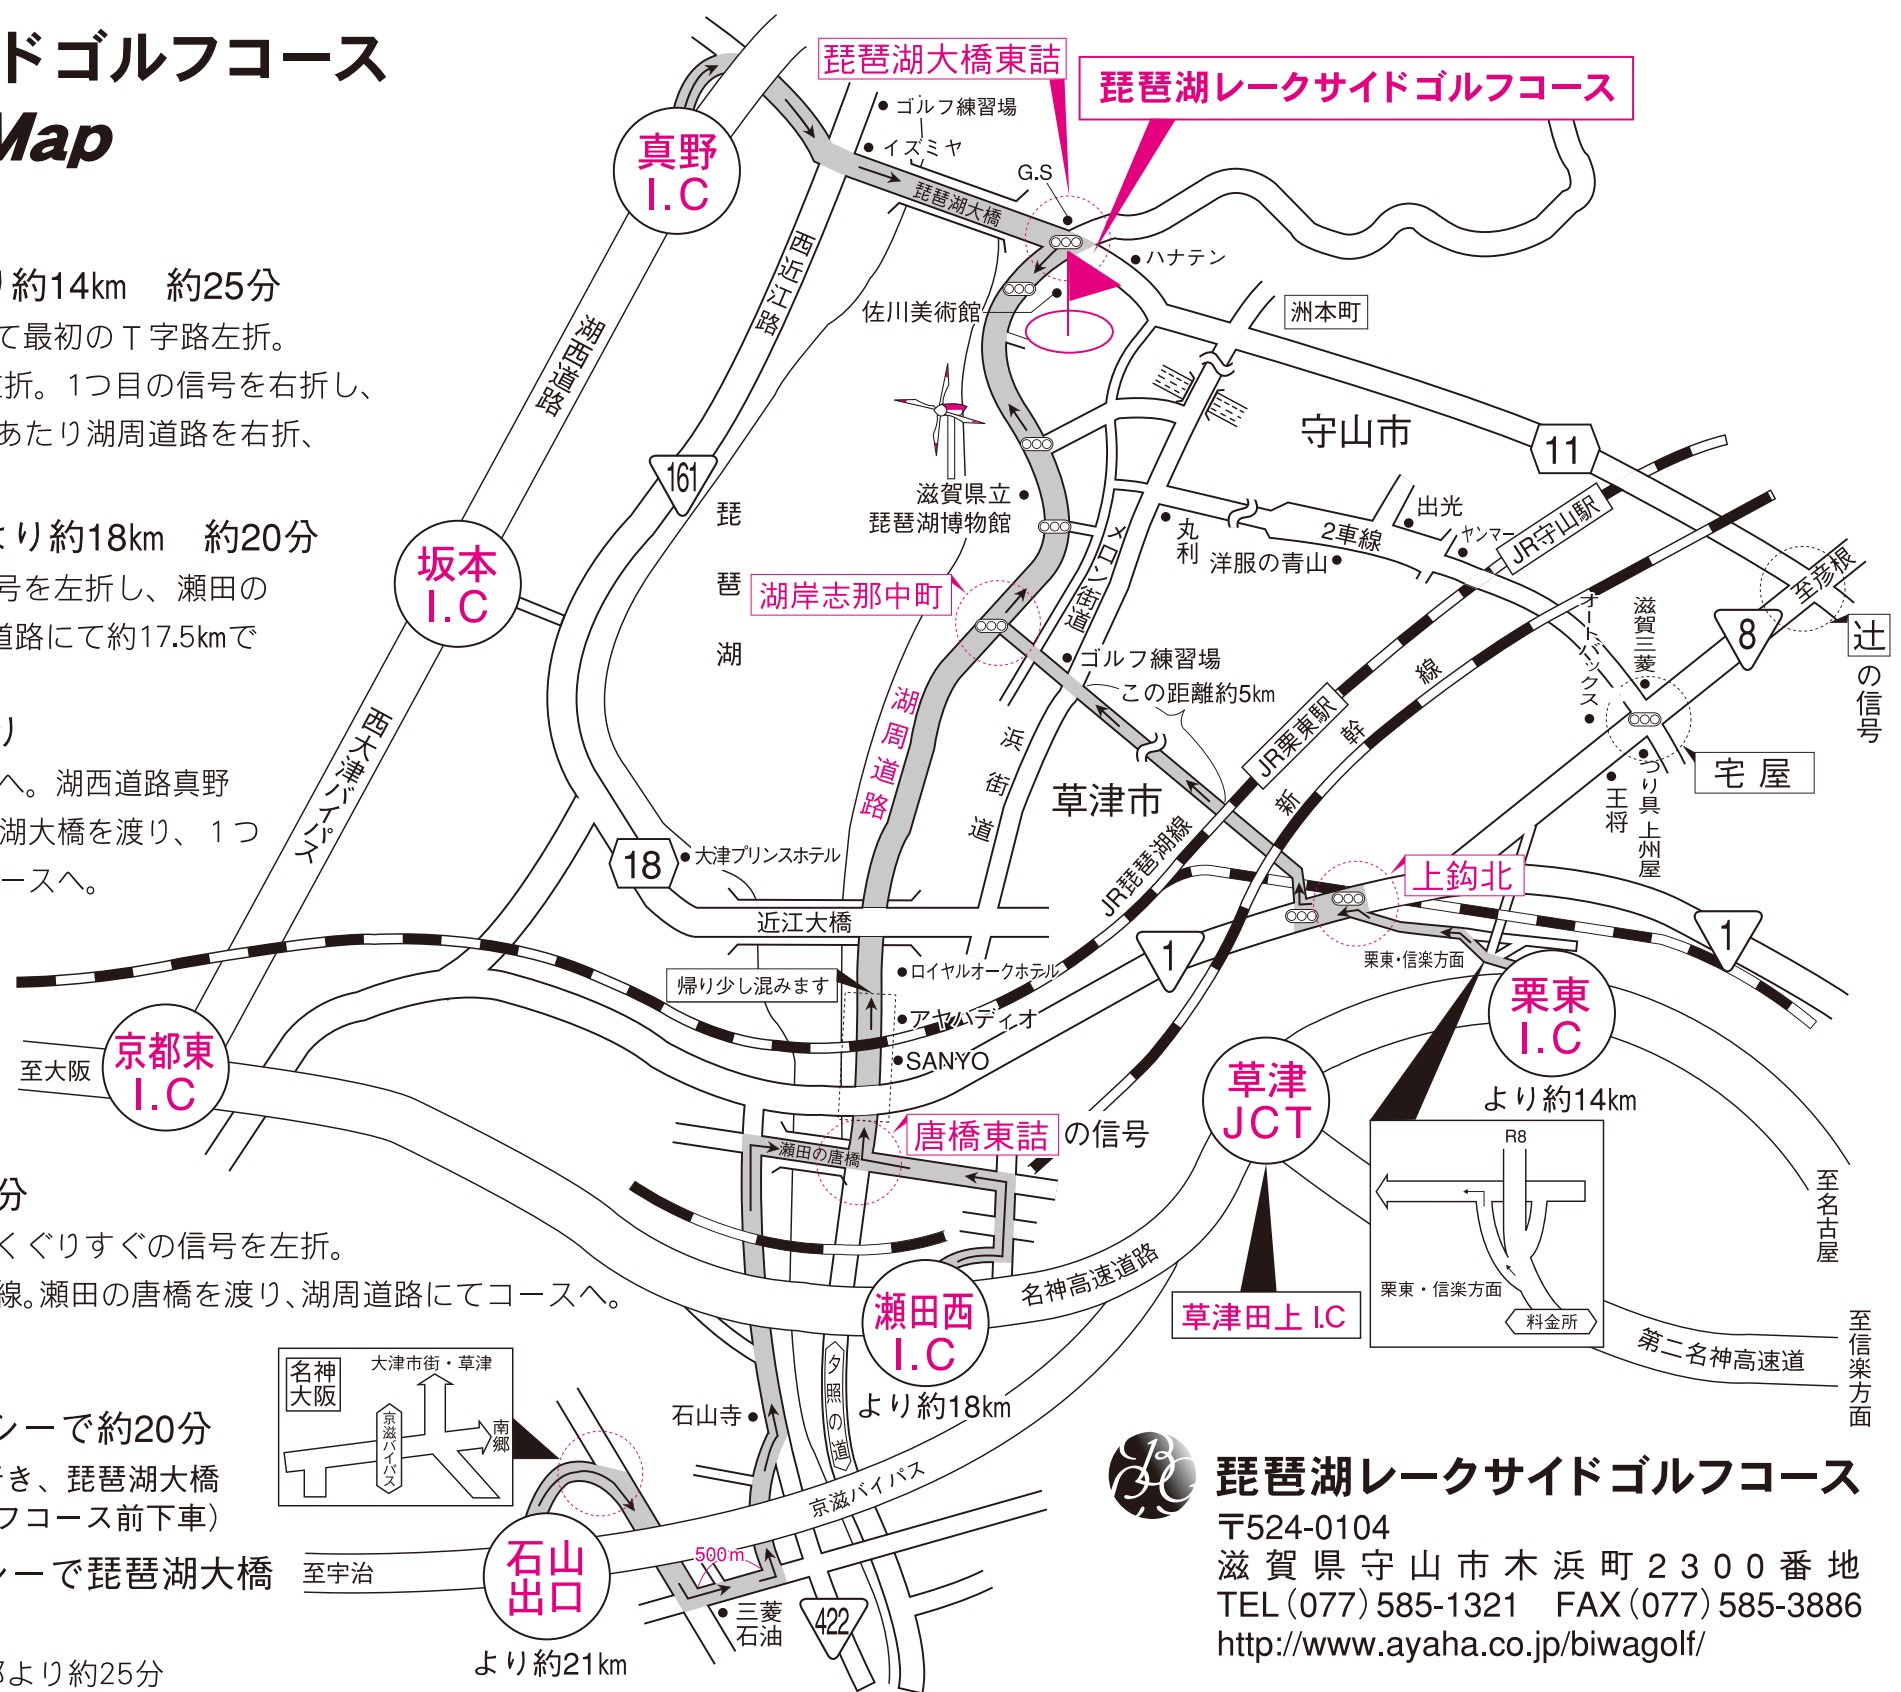 ドゴルフコース
Map
り約14km　約25分
て最初のT字路左折。
左折。1つ目の信号を右折し、
あたり湖周道路を右折、
より約18km　約20分
号を左折し、瀬田の
道路にて約17.5kmで
り
へ。湖西道路真野
湖大橋を渡り、1つ
ースへ。
分
くぐりすぐの信号を左折。
線。瀬田の唐橋を渡り、湖周道路にてコースへ。
シーで約20分
行き、琵琶湖大橋
フコース前下車）
シーで琵琶湖大橋
より約25分
琵琶湖大橋東詰
琵琶湖レークサイドゴルフコース
真野
I.C
ゴルフ練習場
イズミヤ
G.S
琵琶湖大橋
ハナテン
西近江路
佐川美術館
洲本町
湖西道路
守山市
11
161
琵琶湖
滋賀県立
琵琶湖博物館
メロン街道
丸利
2車線
出光
ヤンマー
洋服の青山
JR守山駅
至彦根
坂本
I.C
湖岸志那中町
オートバックス
滋賀三菱
8
辻
の信号
ゴルフ練習場
この距離約5km
湖周道路
浜街道
JR栗東駅
新幹線
宅屋
王将
つり具 上州屋
西大津バイパス
草津市
18
大津プリンスホテル
JR琵琶湖線
上鈎北
近江大橋
1
1
栗東・信楽方面
帰り少し混みます
ロイヤルオークホテル
アヤハディオ
SANYO
栗東
I.C
より約14km
京都東
I.C
至大阪
草津
JCT
唐橋東詰
の信号
瀬田の唐橋
R8
栗東・信楽方面
料金所
至名古屋
名神高速道路
草津田上 I.C
瀬田西
I.C
より約18km
第二名神高速道
至信楽方面
名神
大阪
大津市街・草津
京滋バイパス
南郷
石山寺
夕照の道
京滋バイパス
至宇治
石山
出口
より約21km
500m
三菱
石油
422
琵琶湖レークサイドゴルフコース
〒524-0104
滋賀県守山市木浜町2300番地
TEL(077)585-1321　FAX(077)585-3886
http://www.ayaha.co.jp/biwagolf/